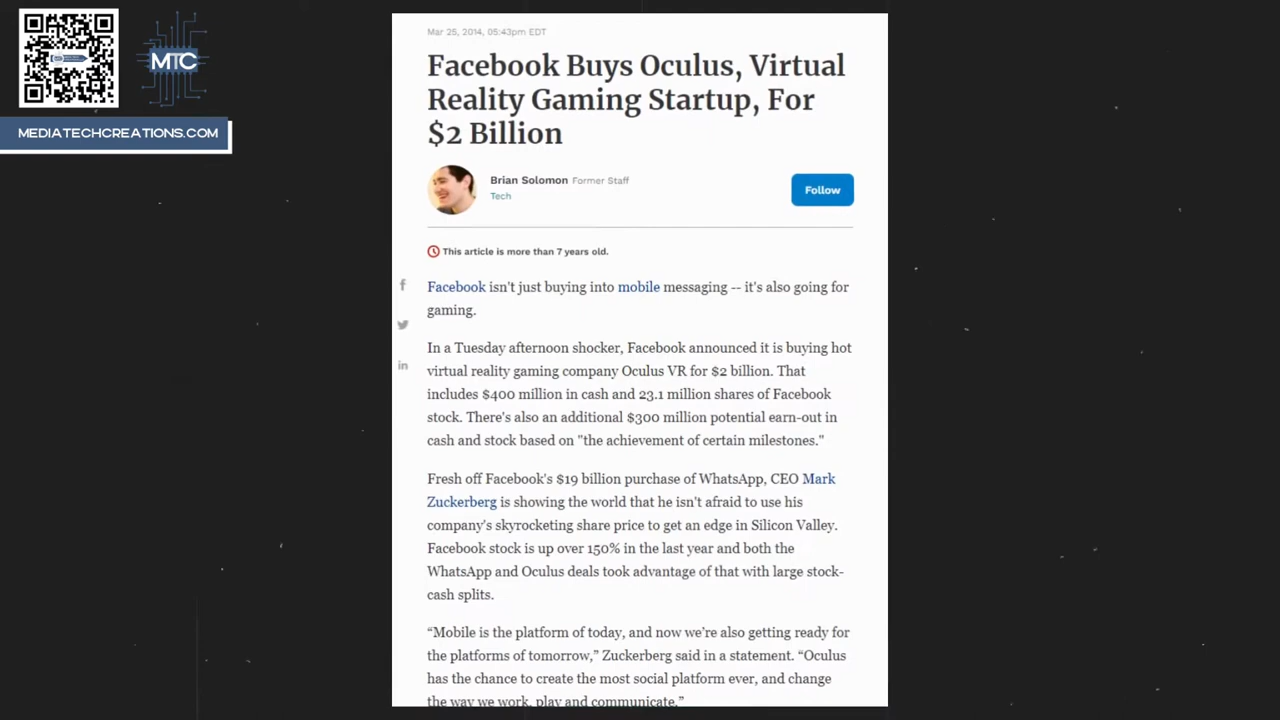 MTC
MEDIATECHCREATIONS.COM
Mar 25, 2014, 05:43pm EDT
Facebook Buys Oculus, Virtual
Reality Gaming Startup, For
$2 Billion
Brian Solomon Former Staff
Tech
Follow
This article is more than 7 years old.
Facebook isn't just buying into mobile messaging -- it's also going for
gaming.
In a Tuesday afternoon shocker, Facebook announced it is buying hot
virtual reality gaming company Oculus VR for $2 billion. That
includes $400 million in cash and 23.1 million shares of Facebook
stock. There's also an additional $300 million potential earn-out in
cash and stock based on "the achievement of certain milestones."
Fresh off Facebook's $19 billion purchase of WhatsApp, CEO Mark
Zuckerberg is showing the world that he isn't afraid to use his
company's skyrocketing share price to get an edge in Silicon Valley.
Facebook stock is up over 150% in the last year and both the
WhatsApp and Oculus deals took advantage of that with large stock-
cash splits.
“Mobile is the platform of today, and now we’re also getting ready for
the platforms of tomorrow,” Zuckerberg said in a statement. “Oculus
has the chance to create the most social platform ever, and change
the way we work, play and communicate.”